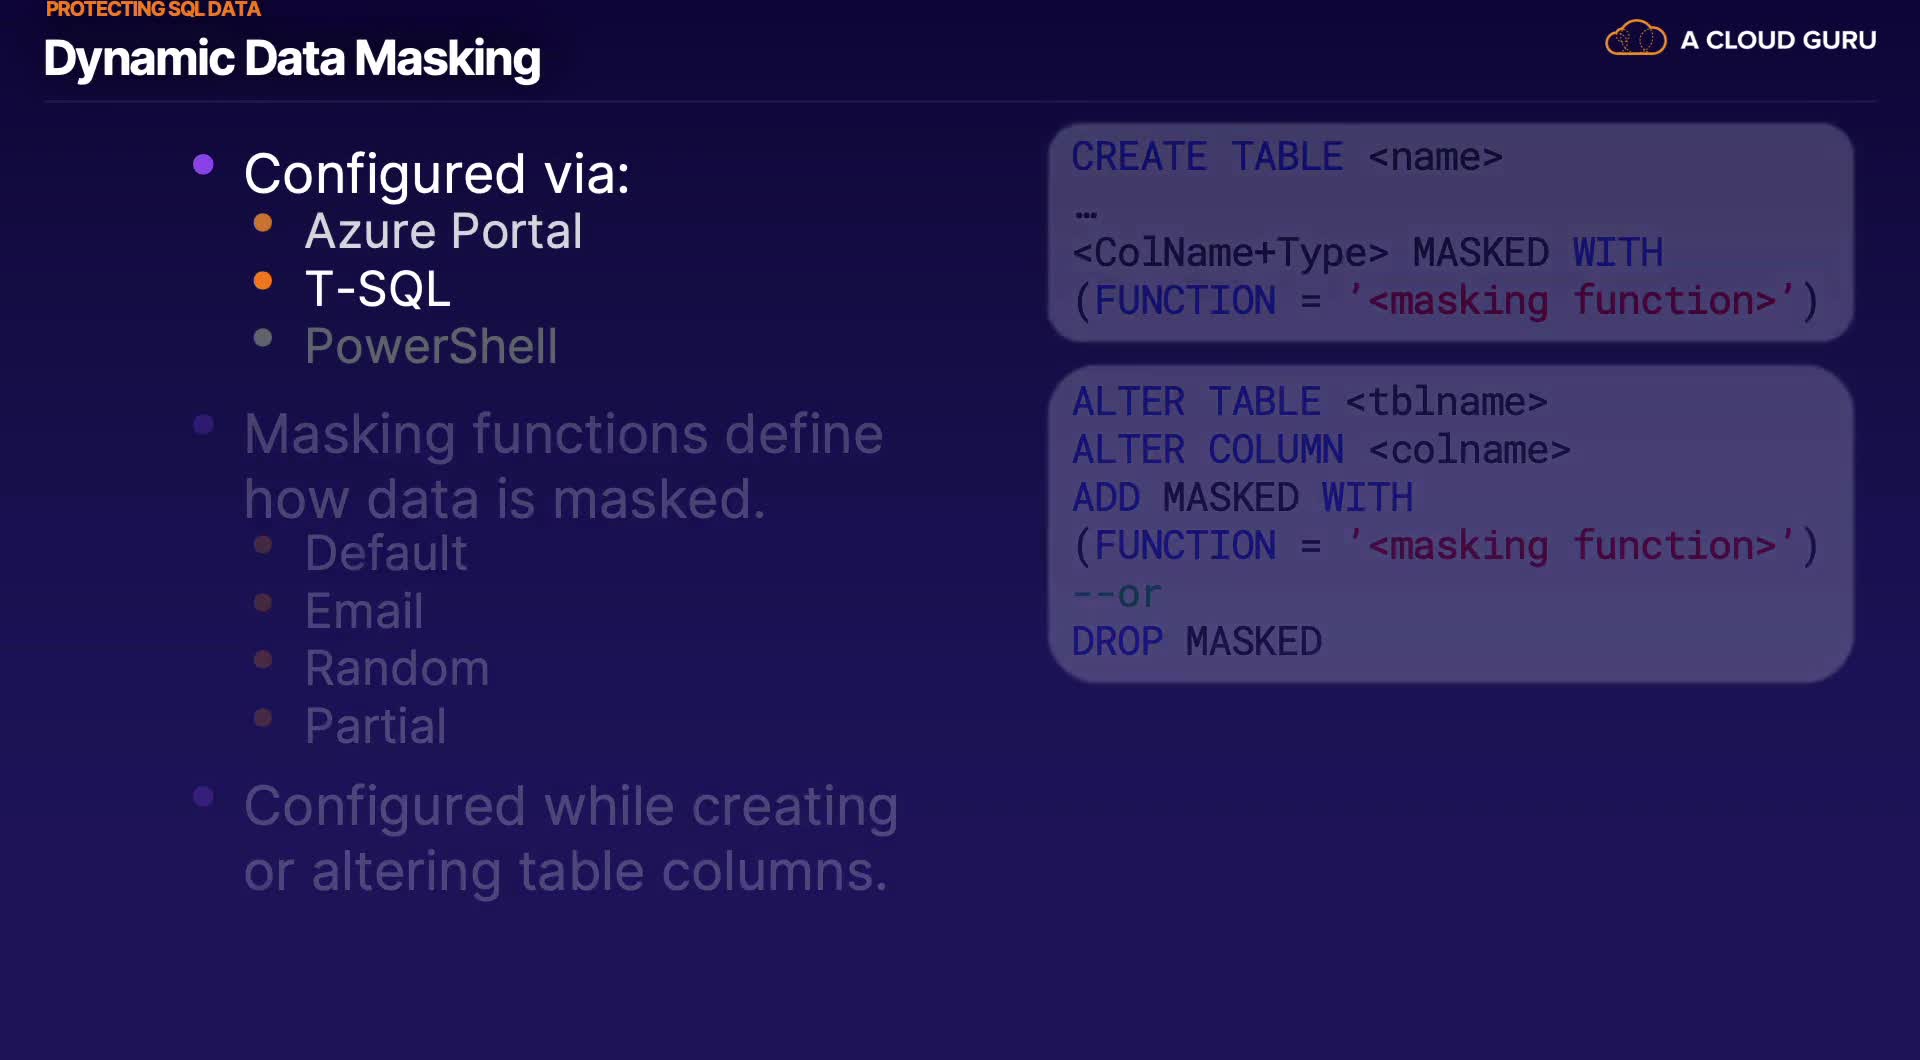 PROTECTING SQL DATA
Dynamic Data Masking
A CLOUD GURU
Configured via:
Azure Portal
T-SQL
PowerShell
Masking functions define
how data is masked.
Default
Email
Random
Partial
Configured while creating
or altering table columns.
CREATE TABLE <name>
…
<ColName+Type> MASKED WITH
(FUNCTION = ’<masking function>’)
ALTER TABLE <tblname>
ALTER COLUMN <colname>
ADD MASKED WITH
(FUNCTION = ’<masking function>’)
--or
DROP MASKED